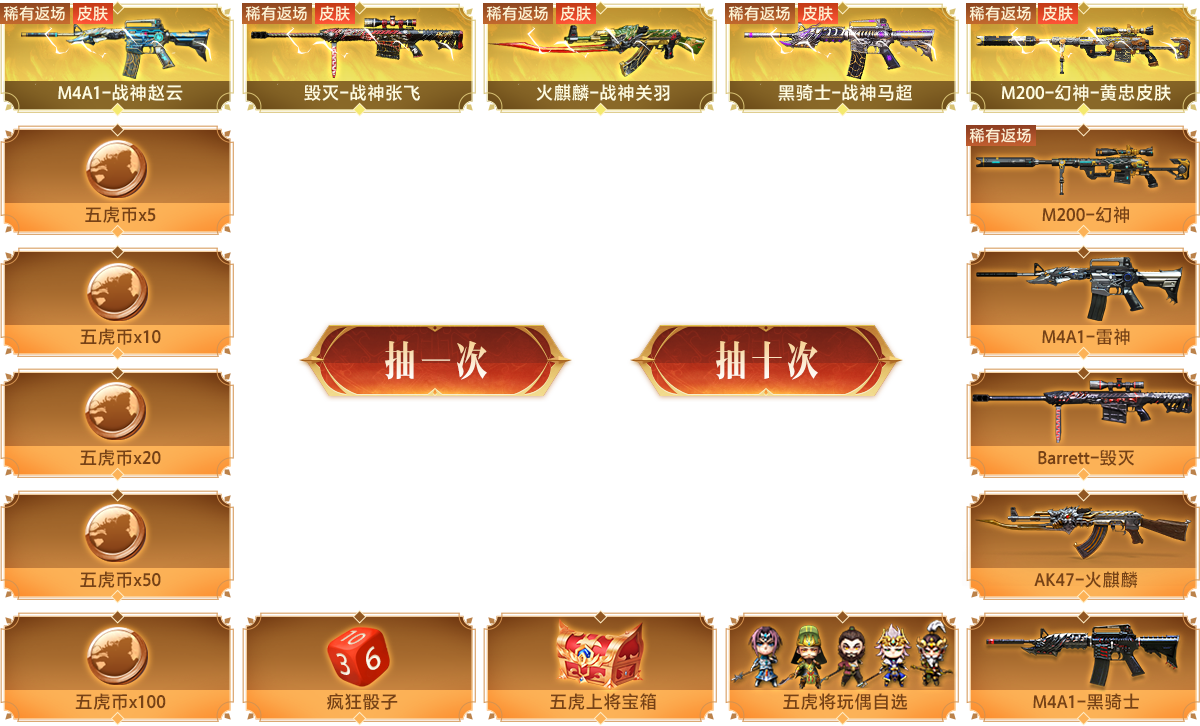 稀有返场 皮肤
M4A1-战神赵云
稀有返场 皮肤
毁灭-战神张飞
稀有返场 皮肤
火麒麟-战神关羽
稀有返场 皮肤
黑骑士-战神马超
稀有返场 皮肤
M200-幻神-黄忠皮肤
五虎币x5
稀有返场
M200-幻神
五虎币x10
M4A1-雷神
抽一次
抽十次
五虎币x20
Barrett-毁灭
五虎币x50
AK47-火麒麟
五虎币x100
10
3 6
疯狂骰子
五虎上将宝箱
五虎将玩偶自选
M4A1-黑骑士